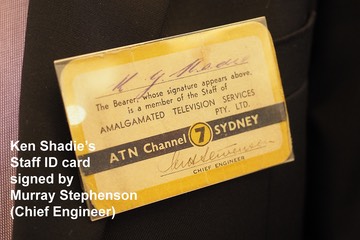 The Bearer, whose signature appears above,
is a member of the Staff of
AMALGAMATED TELEVISION SERVICES
PTY. LTD.
ATN Channel 7 SYDNEY
CHIEF ENGINEER
Ken Shadie's
Staff ID card
signed by
Murray Stephenson
(Chief Engineer)